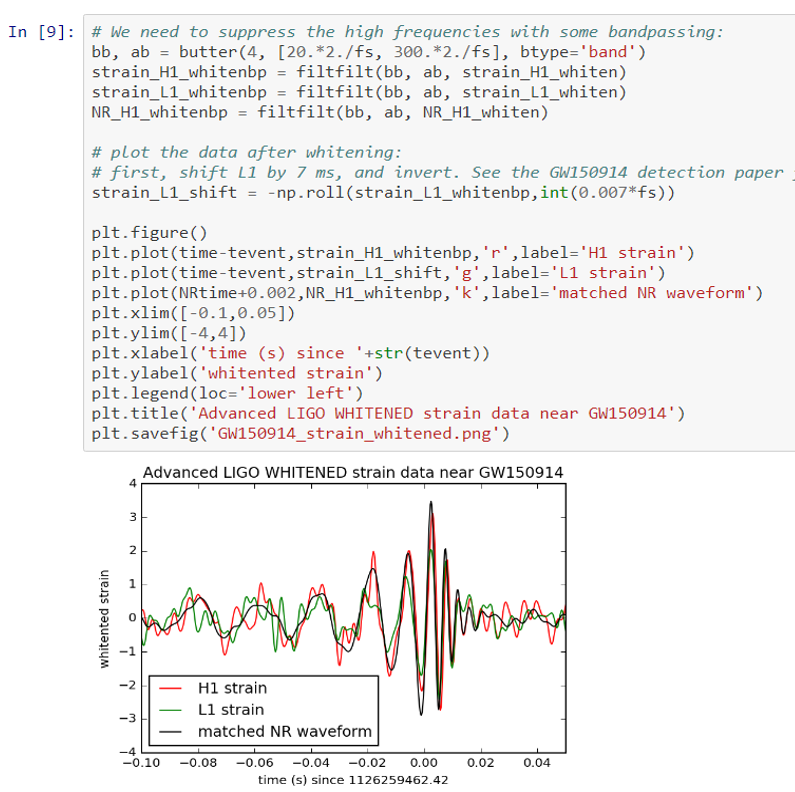 In [9]:
# We need to suppress the high frequencies with some bandpassing:
bb, ab = butter(4, [20.*2./fs, 300.*2./fs], btype='band')
strain_H1_whitenbp = filtfilt(bb, ab, strain_H1_whiten)
strain_L1_whitenbp = filtfilt(bb, ab, strain_L1_whiten)
NR_H1_whitenbp = filtfilt(bb, ab, NR_H1_whiten)
# plot the data after whitening:
# first, shift L1 by 7 ms, and invert. See the GW150914 detection paper
strain_L1_shift = -np.roll(strain_L1_whitenbp,int(0.007*fs))
plt.figure()
plt.plot(time-tevent,strain_H1_whitenbp,'r',label='H1 strain')
plt.plot(time-tevent,strain_L1_shift,'g',label='L1 strain')
plt.plot(NRtime+0.002,NR_H1_whitenbp,'k',label='matched NR waveform')
plt.xlim([-0.1,0.05])
plt.ylim([-4,4])
plt.xlabel('time (s) since '+str(tevent))
plt.ylabel('whitented strain')
plt.legend(loc='lower left')
plt.title('Advanced LIGO WHITENED strain data near GW150914')
plt.savefig('GW150914_strain_whitened.png')
Advanced LIGO WHITENED strain data near GW150914
4
3
2
1
0
−1
−2
−3
−4
whitented strain
H1 strain
L1 strain
matched NR waveform
−0.10 −0.08 −0.06 −0.04 −0.02 0.00 0.02 0.04
time (s) since 1126259462.42